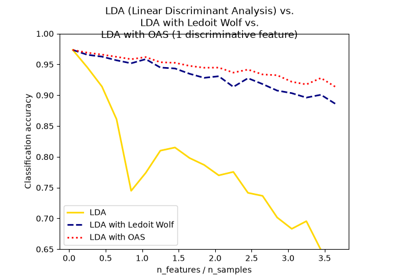 LDA (Linear Discriminant Analysis) vs.
LDA with Ledoit Wolf vs.
LDA with OAS (1 discriminative feature)
1.00
0.95
0.90
0.85
0.80
0.75
0.70
0.65
Classification accuracy
LDA
LDA with Ledoit Wolf
LDA with OAS
0.0 0.5 1.0 1.5 2.0 2.5 3.0 3.5
n_features / n_samples